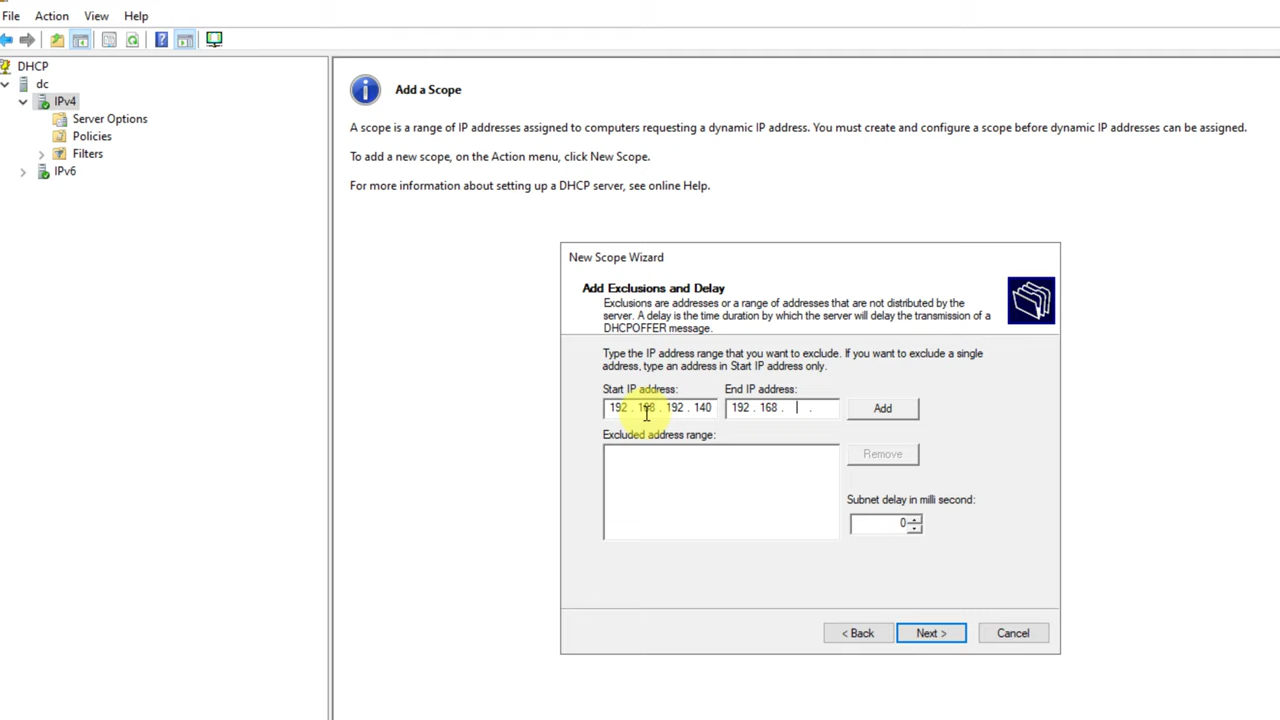 File Action View Help
DHCP
dc
IPv4
Server Options
Policies
Filters
IPv6
Add a Scope
A scope is a range of IP addresses assigned to computers requesting a dynamic IP address. You must create and configure a scope before dynamic IP addresses can be assigned.
To add a new scope, on the Action menu, click New Scope.
For more information about setting up a DHCP server, see online Help.
New Scope Wizard
Add Exclusions and Delay
Exclusions are addresses or a range of addresses that are not distributed by the
server. A delay is the time duration by which the server will delay the transmission of a
DHCPOFFER message.
Type the IP address range that you want to exclude. If you want to exclude a single
address, type an address in Start IP address only.
Start IP address: End IP address:
192 . 168 . 192 . 140 192 . 168 . . Add
Excluded address range:
Remove
Subnet delay in milli second:
0
< Back Next > Cancel